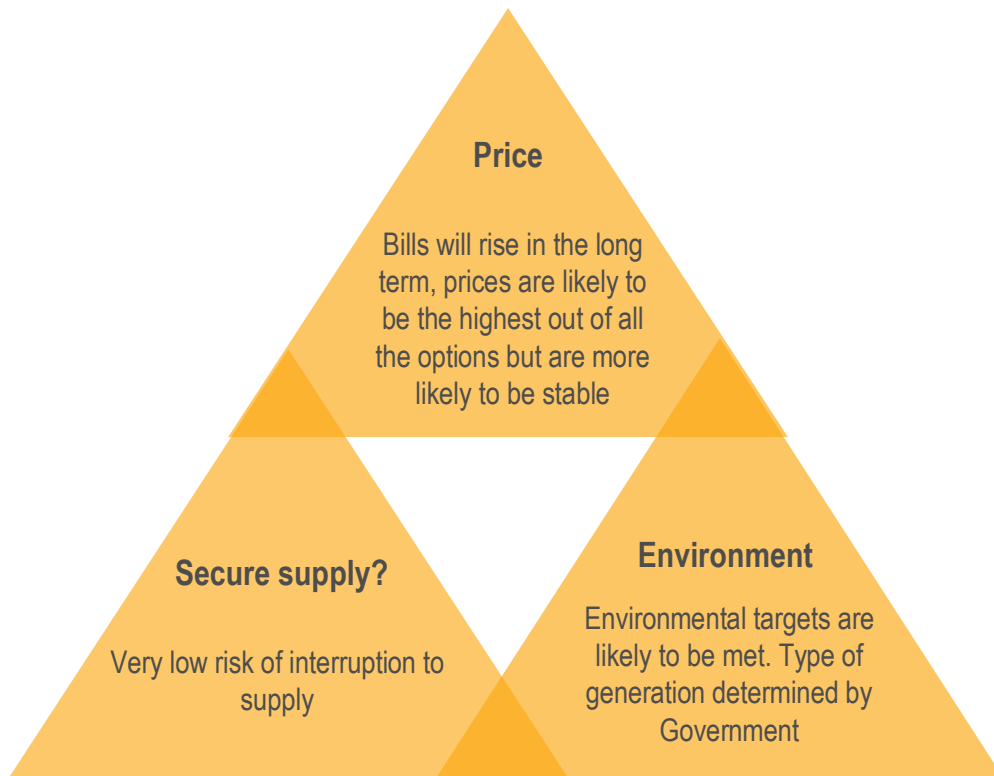 Price
Bills will rise in the long
term, prices are likely to
be the highest out of all
the options but are more
likely to be stable
Secure supply?
Very low risk of interruption to
supply
Environment
Environmental targets are
likely to be met. Type of
generation determined by
Government